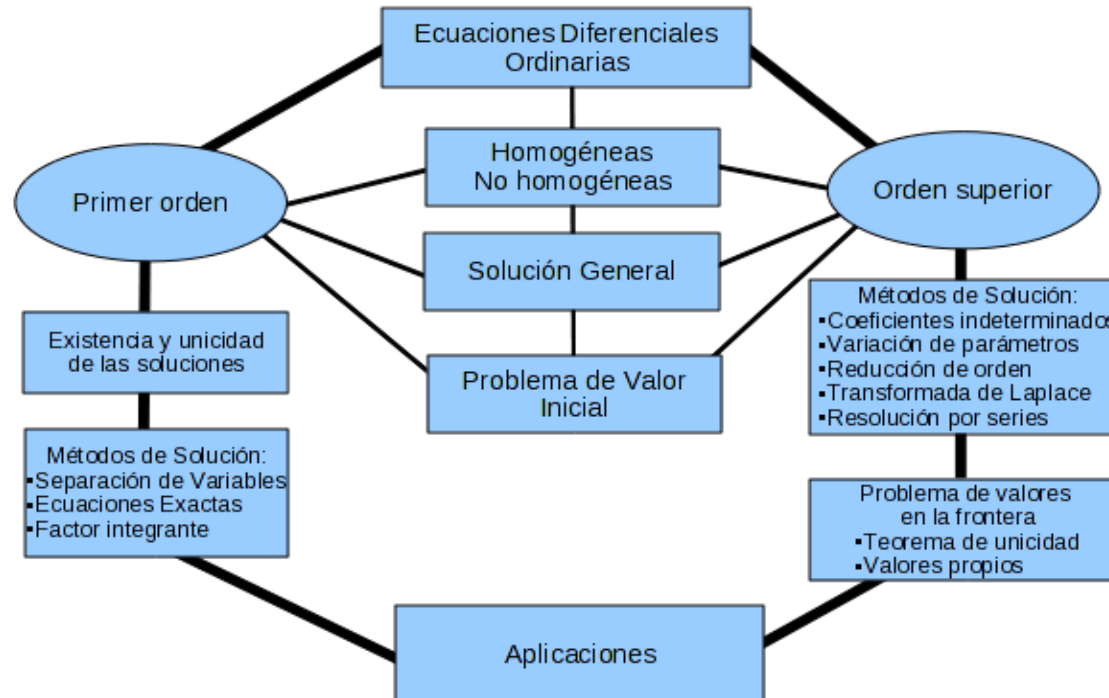 Ecuaciones Diferenciales
Ordinarias
Homogéneas
No homogéneas
Primer orden
Orden superior
Solución General
Problema de Valor
Inicial
Existencia y unicidad
de las soluciones
Métodos de Solución:
▪Separación de Variables
▪Ecuaciones Exactas
▪Factor integrante
Métodos de Solución:
▪Coeficientes indeterminados
▪Variación de parámetros
▪Reducción de orden
▪Transformada de Laplace
▪Resolución por series
Problema de valores
en la frontera
▪Teorema de unicidad
▪Valores propios
Aplicaciones